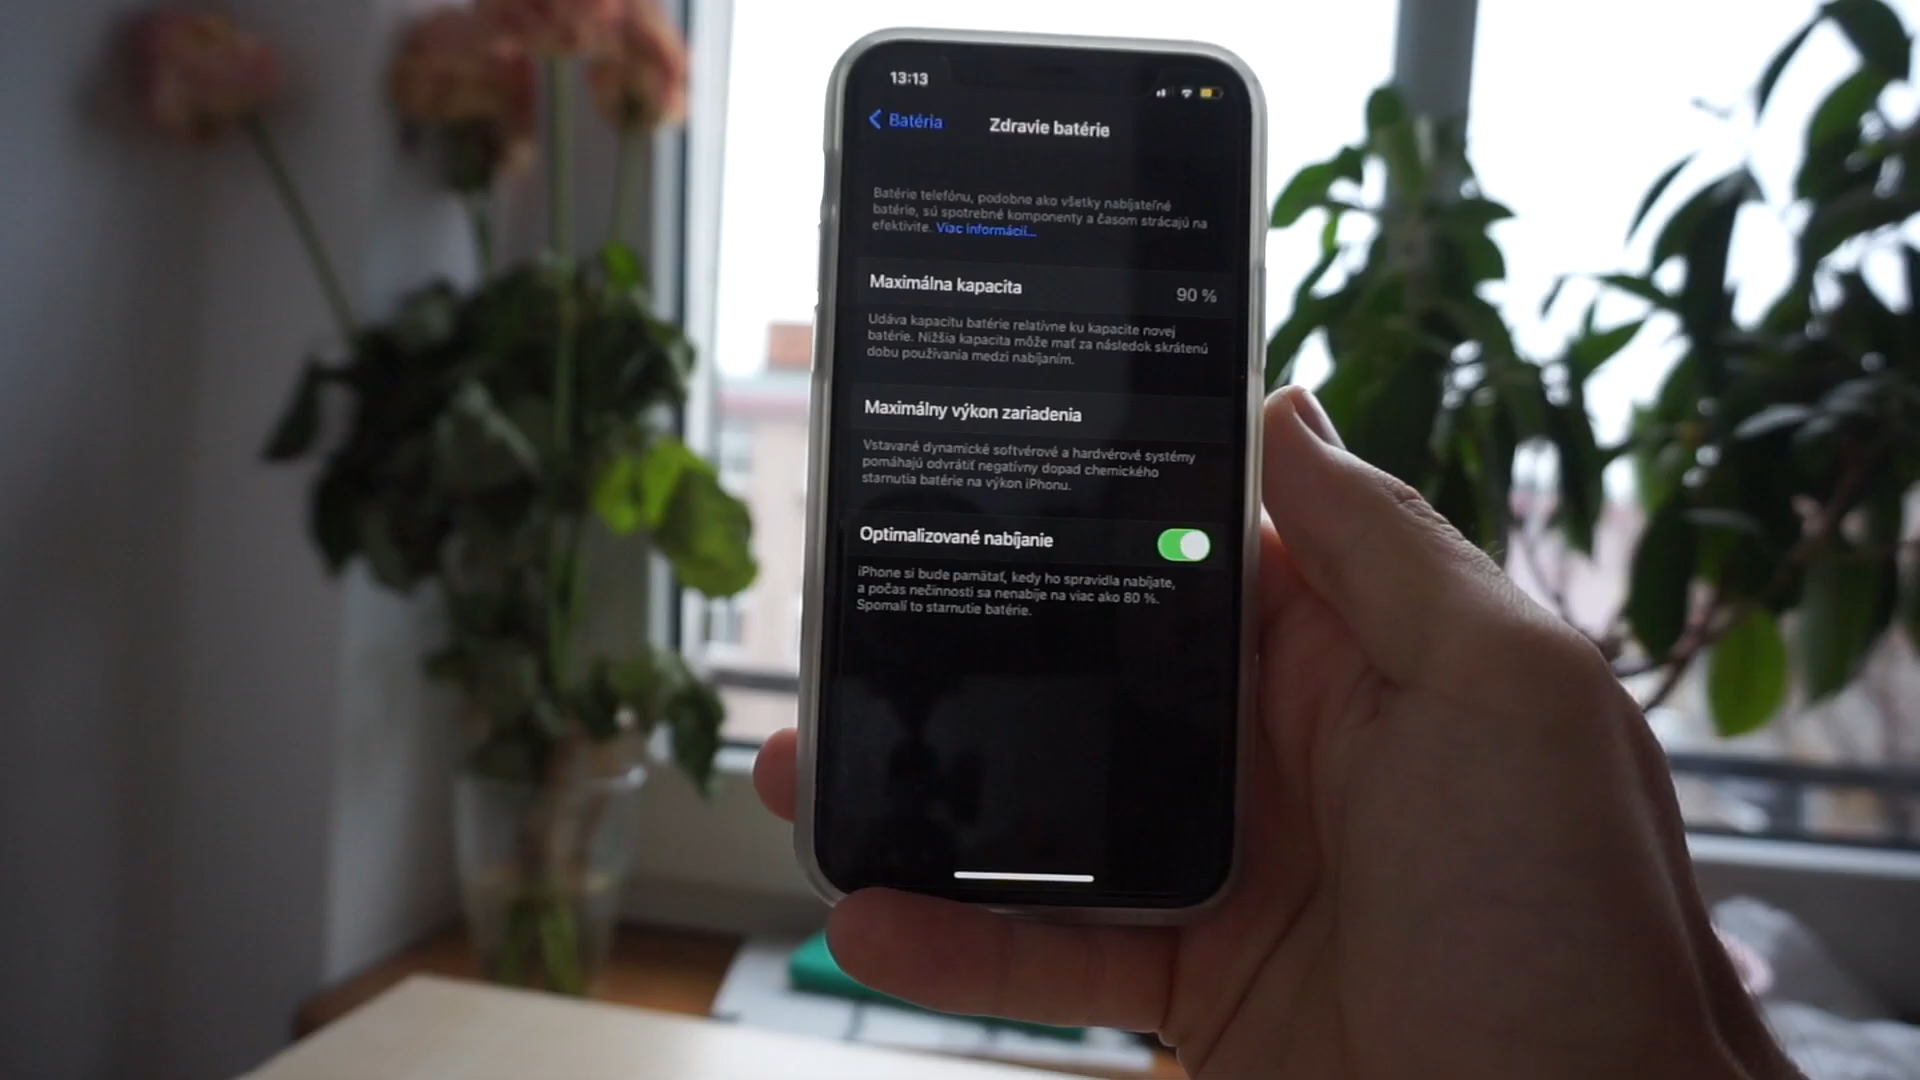 13:13
Batéria
Zdravie batérie
Batérie telefónu, podobne ako všetky nabíjateľné
batérie, sú spotrebné komponenty a časom strácajú na
efektivite. Viac informácií...
Maximálna kapacita
90 %
Udáva kapacitu batérie relatívne ku kapacite novej
batérie. Nižšia kapacita môže mať za následok skrátenú
dobu používania medzi nabíjaním.
Maximálny výkon zariadenia
Vstavané dynamické softvérové a hardvérové systémy
pomáhajú odvrátiť negatívny dopad chemického
starnutia batérie na výkon iPhonu.
Optimalizované nabíjanie
iPhone si bude pamätať, kedy ho spravidla nabíjate,
a počas nečinnosti sa nenabije na viac ako 80 %.
Spomalí to starnutie batérie.